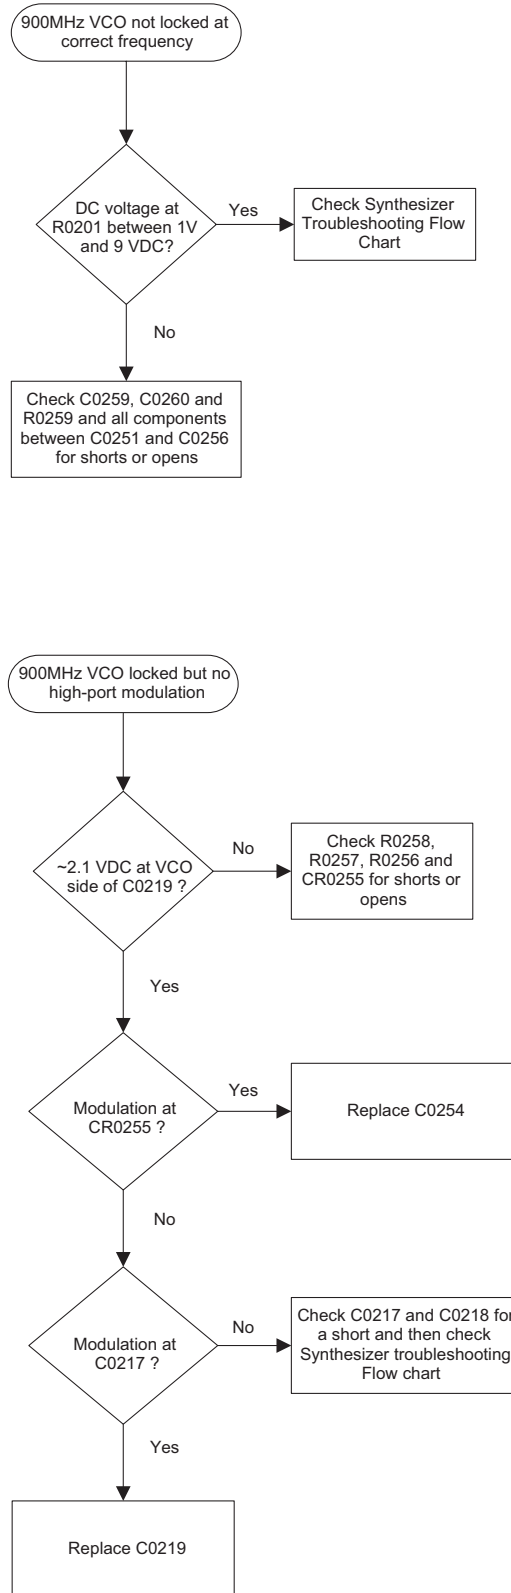 900MHz VCO not locked at
correct frequency
DC voltage at
R0201 between 1V
and 9 VDC?
Yes
Check Synthesizer
Troubleshooting Flow
Chart
No
Check C0259, C0260 and
R0259 and all components
between C0251 and C0256
for shorts or opens
900MHz VCO locked but no
high-port modulation
~2.1 VDC at VCO
side of C0219 ?
No
Check R0258,
R0257, R0256 and
CR0255 for shorts or
opens
Yes
Modulation at
CR0255 ?
Yes
Replace C0254
No
Modulation at
C0217 ?
No
Check C0217 and C0218 for
a short and then check
Synthesizer troubleshooting
Flow chart
Yes
Replace C0219